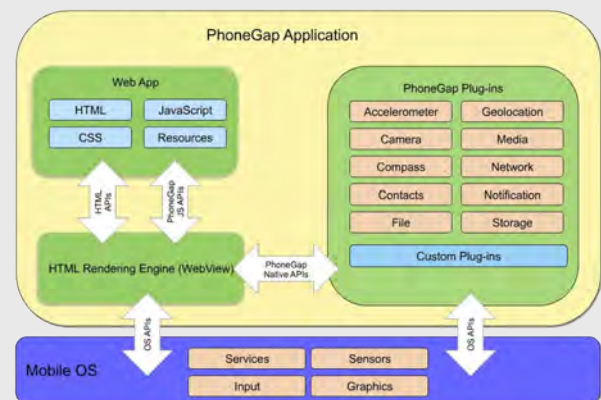 PhoneGap Application
Web App
HTML
JavaScript
CSS
Resources
HTML
APIs
PhoneGap
JS APIs
HTML Rendering Engine (WebView)
PhoneGap
Native APIs
PhoneGap Plug-ins
Accelerometer
Geolocation
Camera
Media
Compass
Network
Contacts
Notification
File
Storage
Custom Plug-ins
OS APIs
OS APIs
Mobile OS
Services
Sensors
Input
Graphics